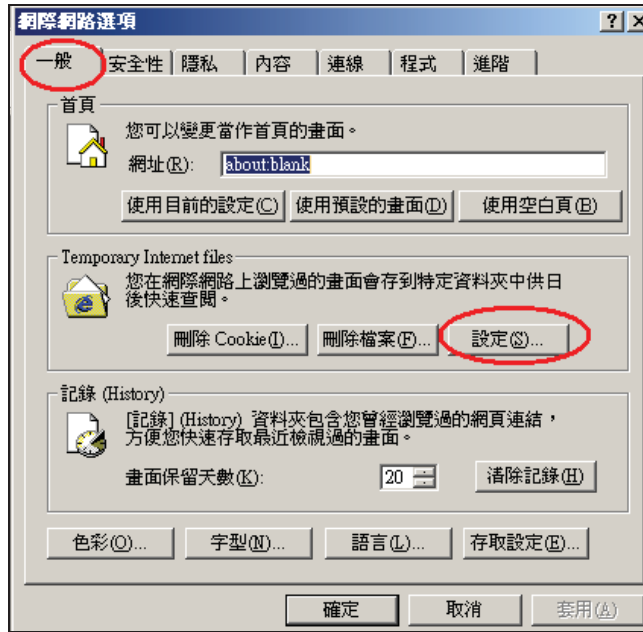 網際網路選項
一般 安全性 隱私 內容 連線 程式 進階
首頁
您可以變更當作首頁的畫面。
網址(R): about:blank
使用目前的設定(C) 使用預設的畫面(D) 使用空白頁(B)
Temporary Internet files
您在網際網路上瀏覽過的畫面會存到特定資料夾中供日
後快速查閱。
刪除 Cookie(I)... 刪除檔案(F)... 設定(S)...
記錄 (History)
[記錄] (History) 資料夾包含您曾經瀏覽過的網頁連結，
方便您快速存取最近檢視過的畫面。
畫面保留天數(K): 20 清除記錄(H)
色彩(O)... 字型(N)... 語言(L)... 存取設定(E)...
確定 取消 套用(A)